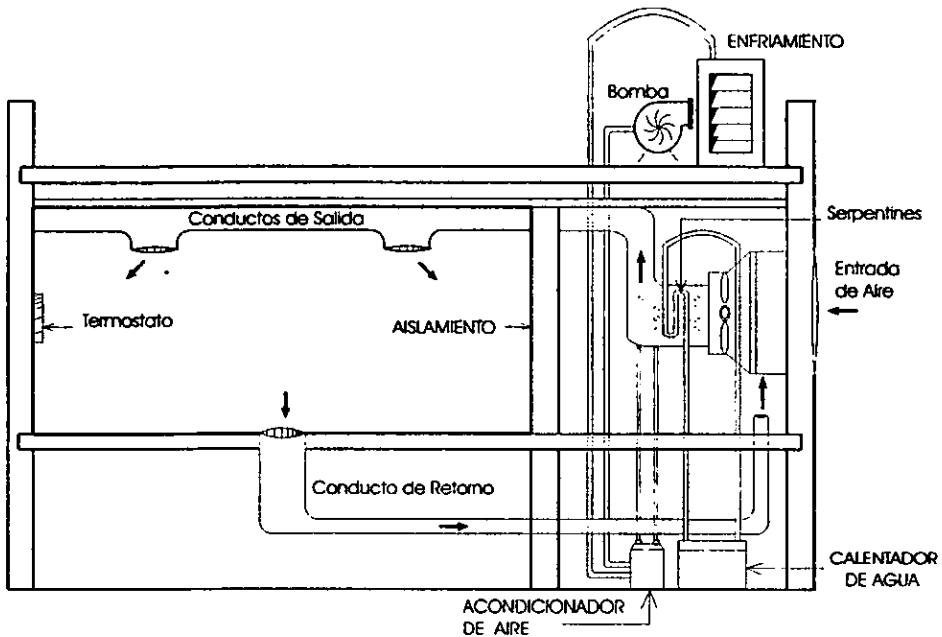 ENFRIAMIENTO
Bomba
Conductos de Salida
Serpentines
Entrada
de Aire
Termostato
AISLAMIENTO
Conducto de Retorno
CALENTADOR
DE AGUA
ACONDICIONADOR
DE AIRE